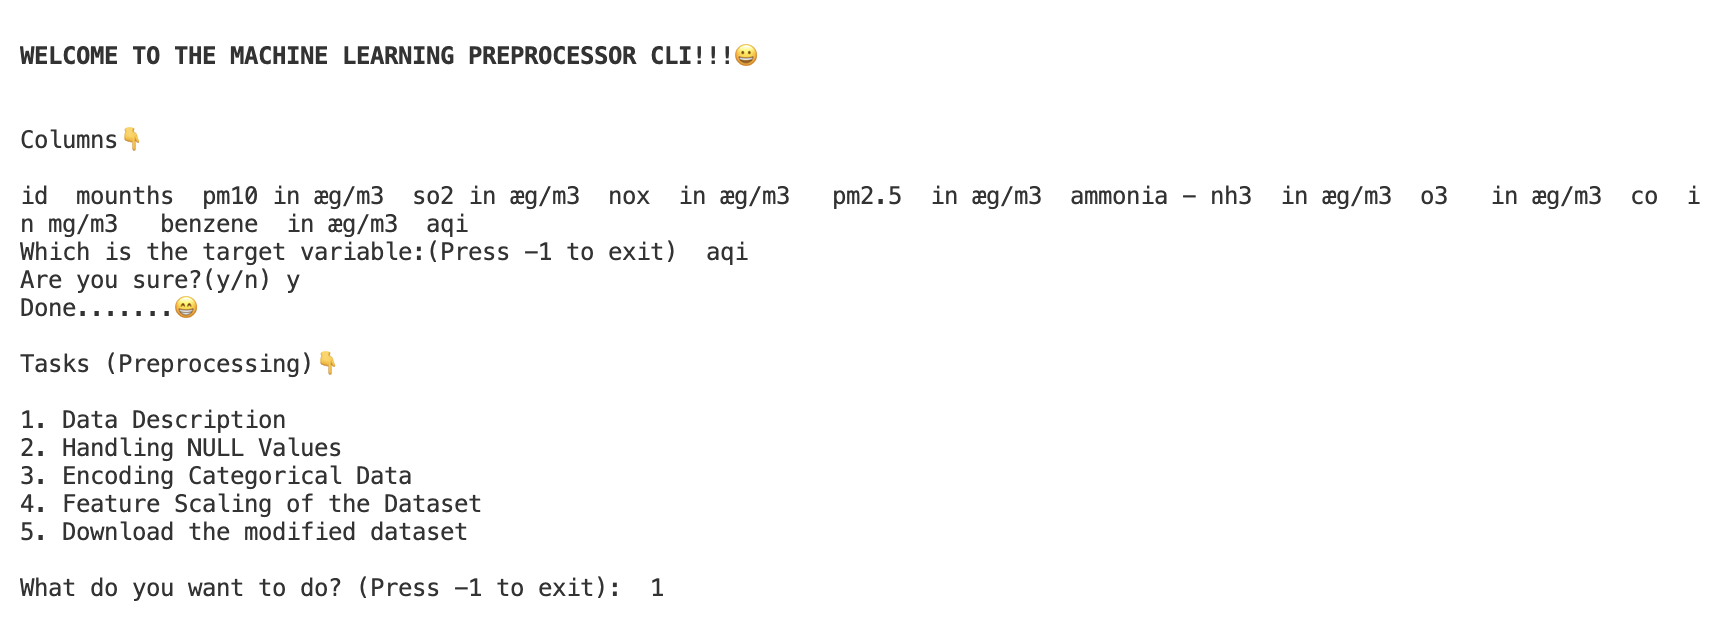 WELCOME TO THE MACHINE LEARNING PREPROCESSOR CLI!!!😀
Columns👇
id  mounths  pm10 in æg/m3  so2 in æg/m3  nox  in æg/m3   pm2.5  in æg/m3  ammonia - nh3  in æg/m3  o3   in æg/m3  co  i
n mg/m3   benzene  in æg/m3  aqi
Which is the target variable:(Press -1 to exit)  aqi
Are you sure?(y/n) y
Done.......😁
Tasks (Preprocessing)👇
1. Data Description
2. Handling NULL Values
3. Encoding Categorical Data
4. Feature Scaling of the Dataset
5. Download the modified dataset
What do you want to do? (Press -1 to exit):  1